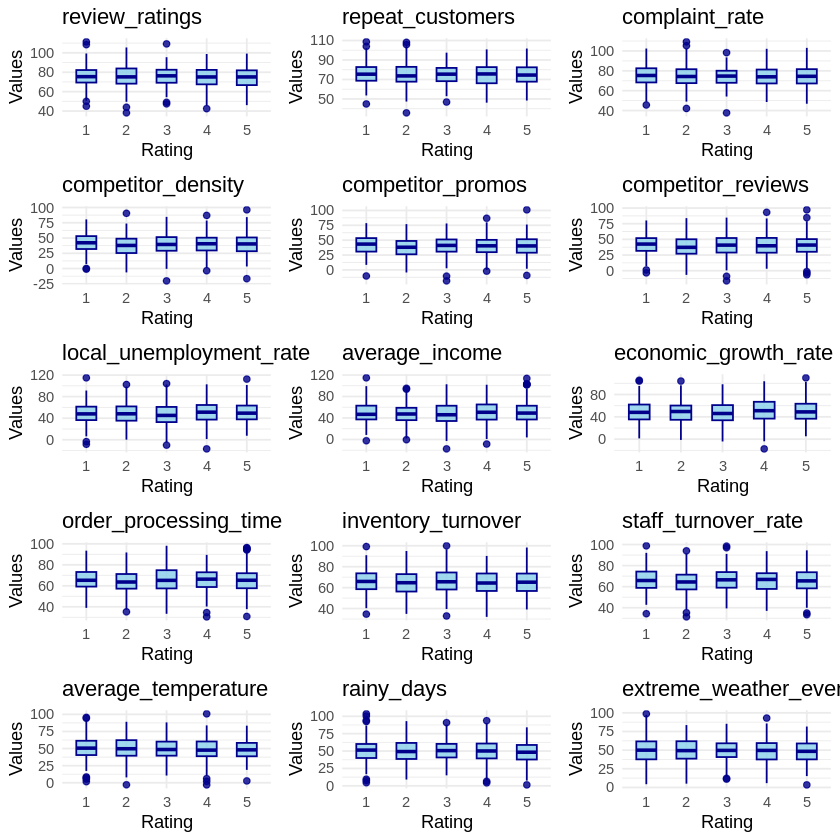 review_ratings
repeat_customers
complaint_rate
100
80
60
40
Values
1 2 3 4 5
Rating
110
90
70
50
Values
1 2 3 4 5
Rating
100
80
60
40
Values
1 2 3 4 5
Rating
competitor_density
competitor_promos
competitor_reviews
100
75
50
25
0
-25
Values
1 2 3 4 5
Rating
100
75
50
25
0
Values
1 2 3 4 5
Rating
100
75
50
25
0
Values
1 2 3 4 5
Rating
local_unemployment_rate
average_income
economic_growth_rate
120
80
40
0
Values
1 2 3 4 5
Rating
120
80
40
0
Values
1 2 3 4 5
Rating
80
40
0
Values
1 2 3 4 5
Rating
order_processing_time
inventory_turnover
staff_turnover_rate
100
80
60
40
Values
1 2 3 4 5
Rating
100
80
60
40
Values
1 2 3 4 5
Rating
100
80
60
40
Values
1 2 3 4 5
Rating
average_temperature
rainy_days
extreme_weather_ever
100
75
50
25
0
Values
1 2 3 4 5
Rating
100
75
50
25
0
Values
1 2 3 4 5
Rating
100
75
50
25
0
Values
1 2 3 4 5
Rating